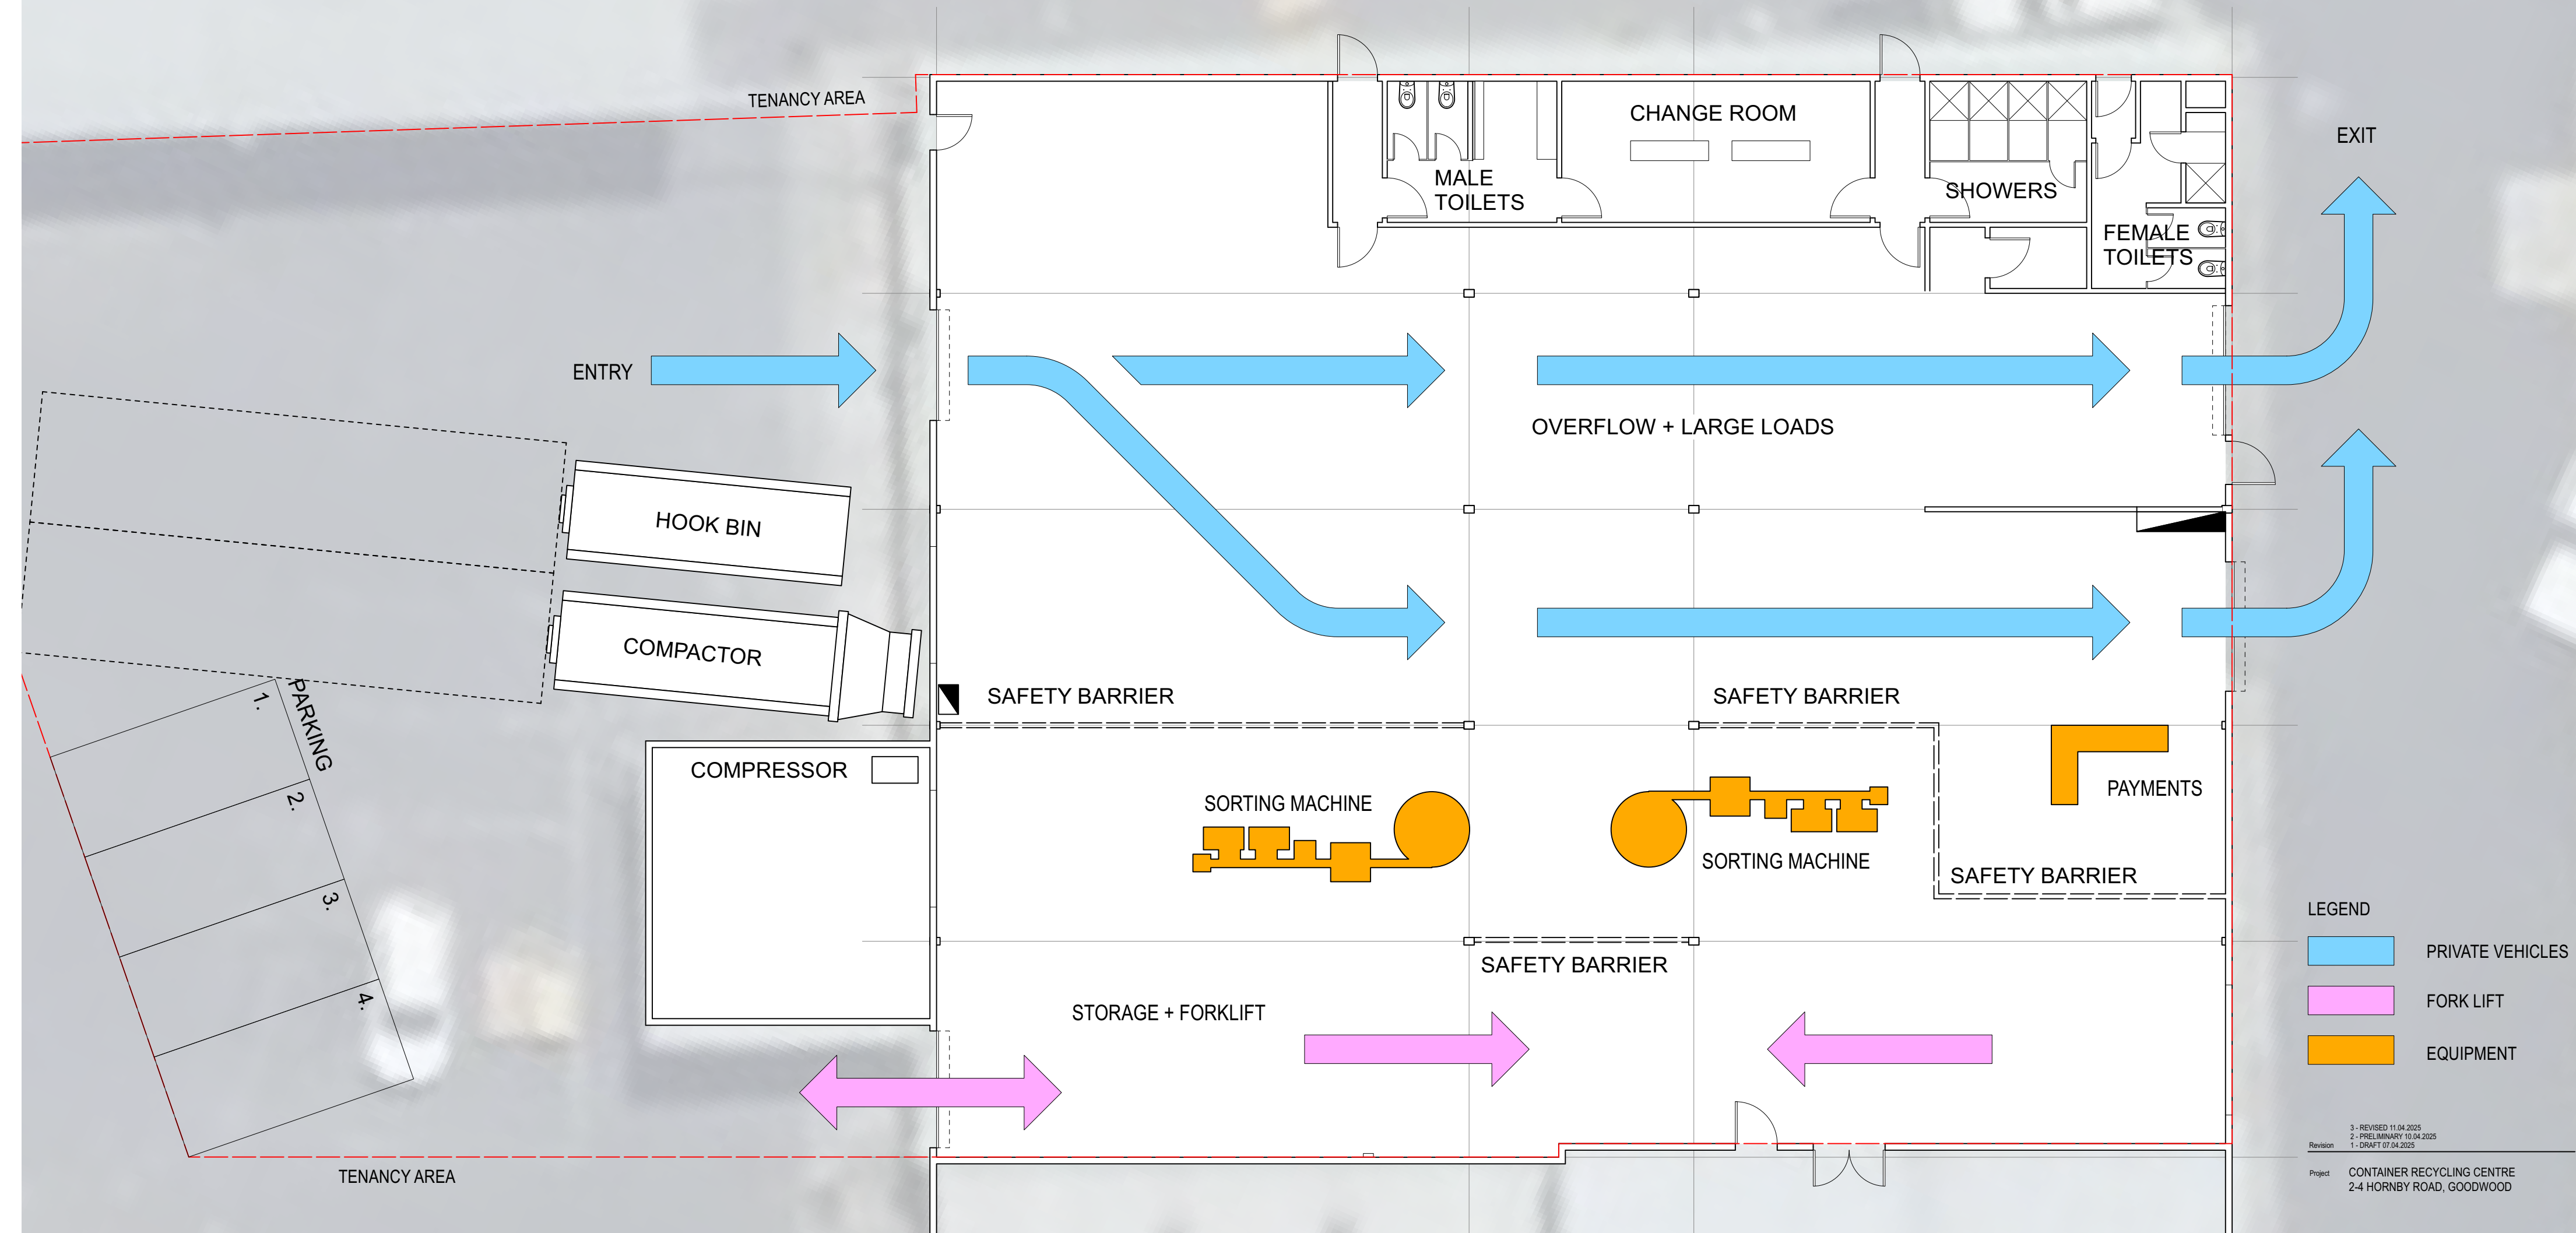 TENANCY AREA
CHANGE ROOM
EXIT
MALE
TOILETS
SHOWERS
FEMALE
TOILETS
ENTRY
OVERFLOW + LARGE LOADS
HOOK BIN
COMPACTOR
PARKING
1.
2.
3.
4.
SAFETY BARRIER
SAFETY BARRIER
COMPRESSOR
SORTING MACHINE
PAYMENTS
SORTING MACHINE
SAFETY BARRIER
SAFETY BARRIER
STORAGE + FORKLIFT
TENANCY AREA
LEGEND
PRIVATE VEHICLES
FORK LIFT
EQUIPMENT
3 - REVISED 11.04.2025
2 - PRELIMINARY 10.04.2025
Revision 1 - DRAFT 07.04.2025
Project CONTAINER RECYCLING CENTRE
2-4 HORNBY ROAD, GOODWOOD